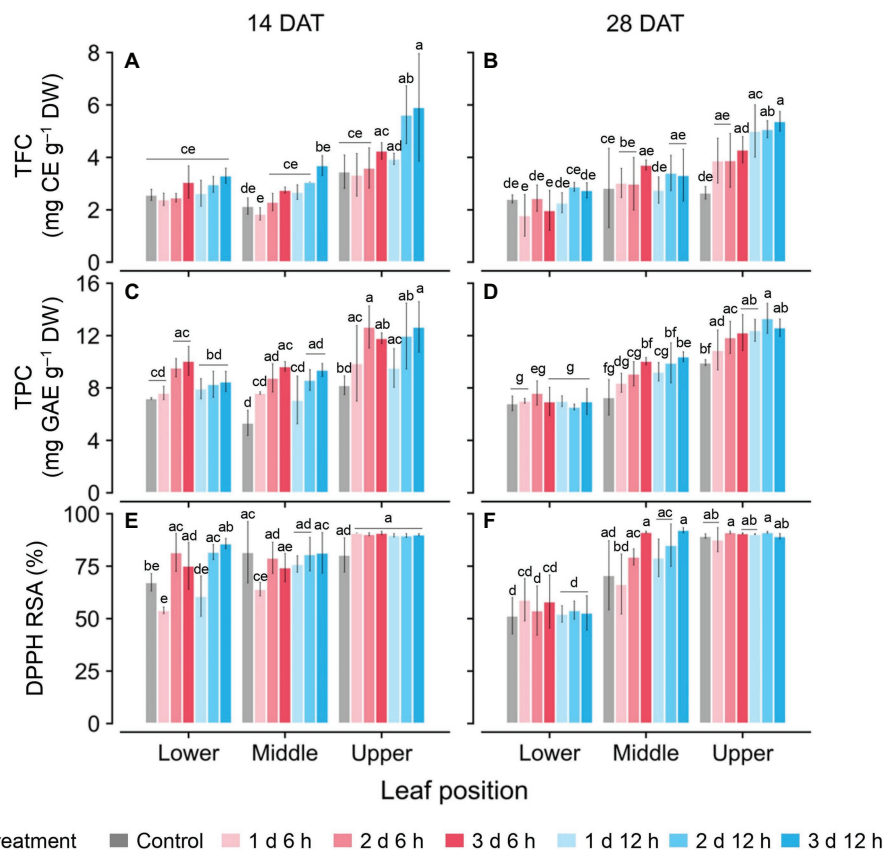 14 DAT 28 DAT
TFC
(mg CE g⁻¹ DW)
8
6
4
2
0
A
ce
de e ce be
ce ac ad ab a
B
de e de e de de de
ce be ae de ae
de ae ad ac ab a
TPC
(mg GAE g⁻¹ DW)
16
12
8
4
0
C
cd ac bd
d cd ad ac cd ad
bd ac a ab ac ab a
D
g eg g
fg dg cg bf cg bf be
bf ad ac ab a ab
DPPH RSA (%)
100
75
50
25
0
E
be e ac ad de ac ab
ac ce ad ae ad ac
ad a
F
d cd d cd d
ad bd ac a ac a
ab a ab a ab
Lower Middle Upper Lower Middle Upper
Leaf position
reatment Control 1 d 6 h 2 d 6 h 3 d 6 h 1 d 12 h 2 d 12 h 3 d 12 h